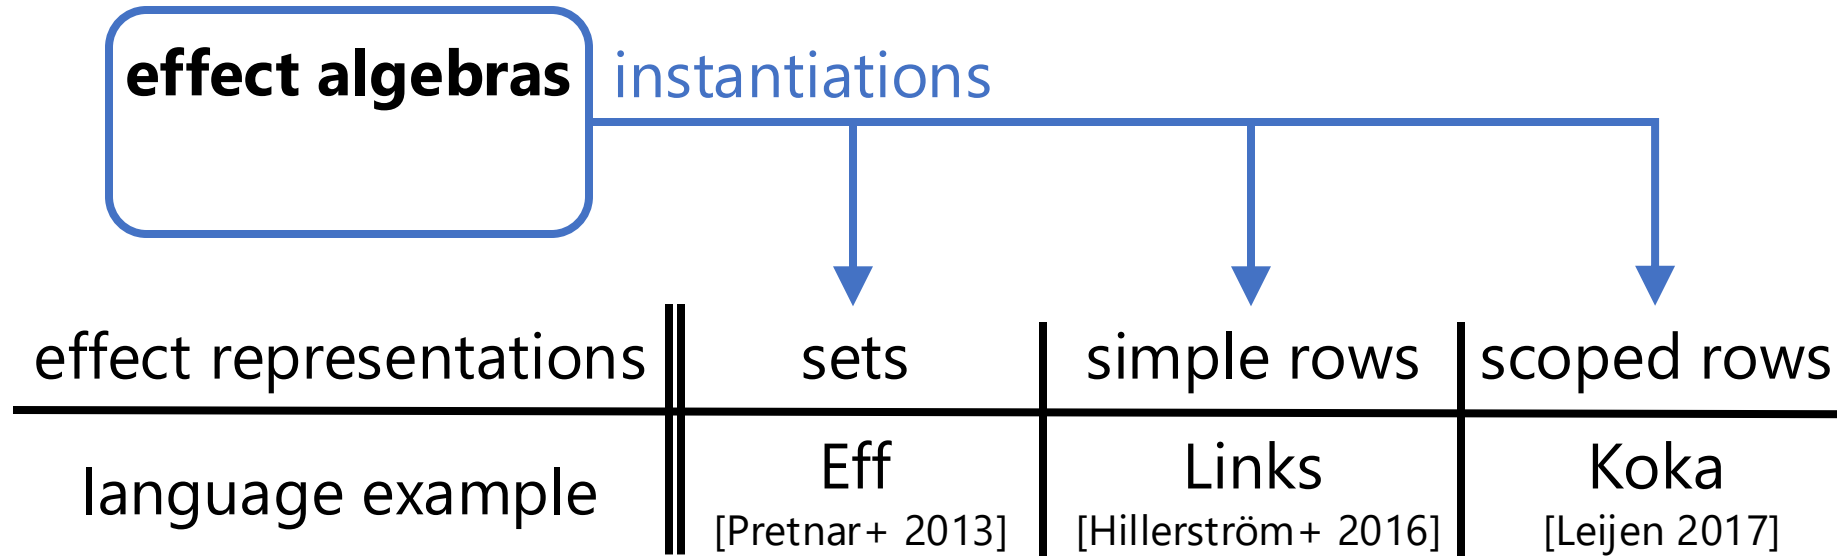 effect algebras
instantiations
effect representations sets simple rows scoped rows
language example Eff Links Koka
[Pretnar+ 2013] [Hillerström+ 2016] [Leijen 2017]